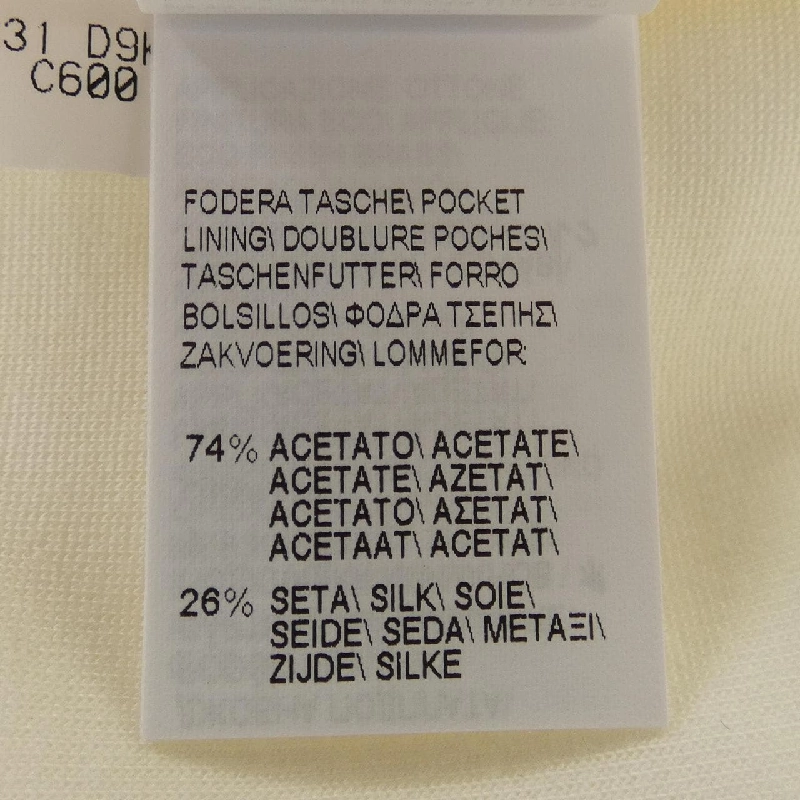 31 D9
C600
FODERA TASCHE\ POCKET
LINING\ DOUBLURE POCHES\
TASCHENFUTTER\ FORRO
BOLSILLOS\ ΦΟΔΡΑ ΤΣΕΠΗΣ\
ZAKVOERING\ LOMMEFOR:
74% ACETATO\ ACETATE\
ACETATE\ AZETAT\
ACETATO\ ΑΣΕΤΑΤ\
ACETAAT\ ACETAT\
26% SETA\ SILK\ SOIE\
SEIDE\ SEDA\ ΜΕΤΑΞΙ\
ZIJDE\ SILKE